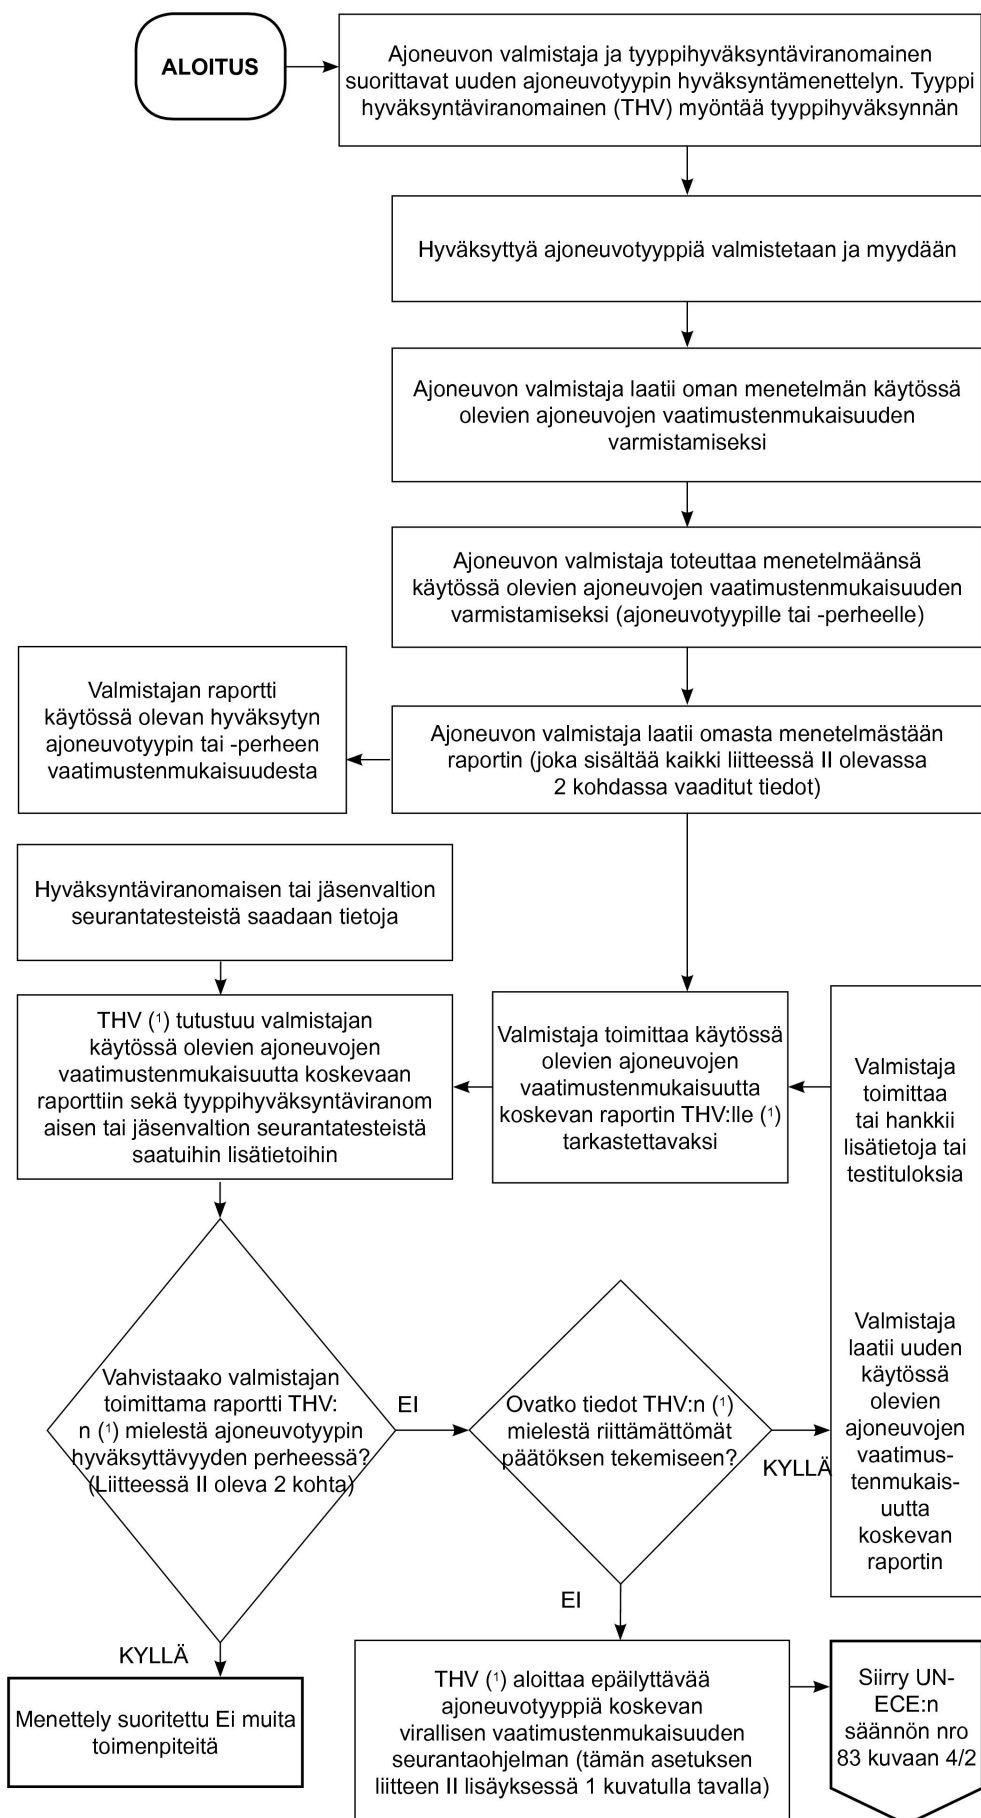 ALOITUS
Ajoneuvon valmistaja ja tyyppihyväksyntäviranomainen
suorittavat uuden ajoneuvotyypin hyväksyntämenettelyn. Tyyppi
hyväksyntäviranomainen (THV) myöntää tyyppihyväksynnän
Hyväksyttyä ajoneuvotyyppiä valmistetaan ja myydään
Ajoneuvon valmistaja laatii oman menetelmän käytössä
olevien ajoneuvojen vaatimustenmukaisuuden
varmistamiseksi
Ajoneuvon valmistaja toteuttaa menetelmäänsä
käytössä olevien ajoneuvojen vaatimustenmukaisuuden
varmistamiseksi (ajoneuvotyypille tai -perheelle)
Valmistajan raportti
käytössä olevan hyväksytyn
ajoneuvotyypin tai -perheen
vaatimustenmukaisuudesta
Ajoneuvon valmistaja laatii omasta menetelmästään
raportin (joka sisältää kaikki liitteessä II olevassa
2 kohdassa vaaditut tiedot)
Hyväksyntäviranomaisen tai jäsenvaltion
seurantatesteistä saadaan tietoja
THV (¹) tutustuu valmistajan
käytössä olevien ajoneuvojen
vaatimustenmukaisuutta koskevaan
raporttiin sekä tyyppihyväksyntäviranom
aisen tai jäsenvaltion seurantatesteistä
saatuihin lisätietoihin
Valmistaja toimittaa käytössä
olevien ajoneuvojen
vaatimustenmukaisuutta
koskevan raportin THV:lle (¹)
tarkastettavaksi
Valmistaja
toimittaa
tai hankkii
lisätietoja tai
testituloksia
Valmistaja
laatii uuden
käytössä
olevien
ajoneuvojen
vaatimus-
tenmukais-
uutta
koskevan
raportin
Vahvistaako valmistajan
toimittama raportti THV:
n (¹) mielestä ajoneuvotyypin
hyväksyttävyyden perheessä?
(Liitteessä II oleva 2 kohta)
EI
Ovatko tiedot THV:n (¹)
mielestä riittämättömät
päätöksen tekemiseen?
KYLLÄ
EI
KYLLÄ
Menettely suoritettu Ei muita
toimenpiteitä
THV (¹) aloittaa epäilyttävää
ajoneuvotyyppiä koskevan
virallisen vaatimustenmukaisuuden
seurantaohjelman (tämän asetuksen
liitteen II lisäyksessä 1 kuvatulla tavalla)
Siirry UN-
ECE:n
säännön nro
83 kuvaan 4/2